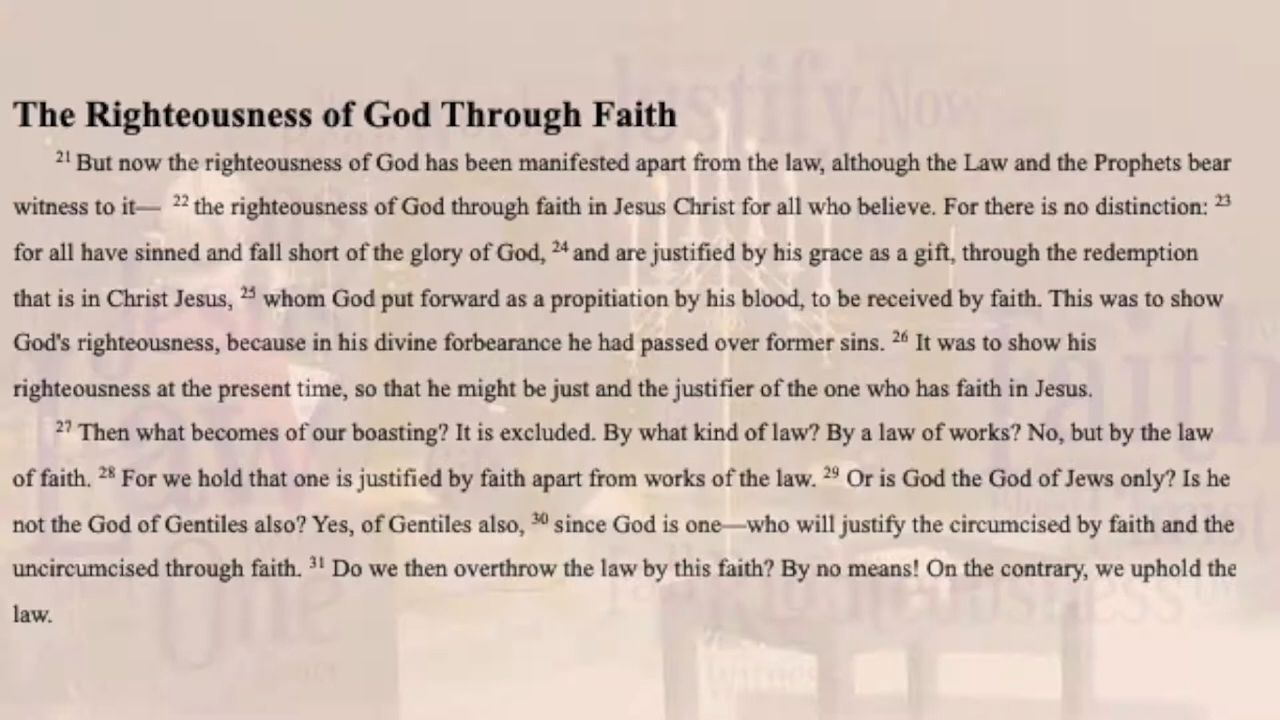 Justify Now
The Righteousness of God Through Faith
21 But now the righteousness of God has been manifested apart from the law, although the Law and the Prophets bear
witness to it— 22 the righteousness of God through faith in Jesus Christ for all who believe. For there is no distinction: 23
for all have sinned and fall short of the glory of God, 24 and are justified by his grace as a gift, through the redemption
that is in Christ Jesus, 25 whom God put forward as a propitiation by his blood, to be received by faith. This was to show
God's righteousness, because in his divine forbearance he had passed over former sins. 26 It was to show his
righteousness at the present time, so that he might be just and the justifier of the one who has faith in Jesus.
Faith
Law
27 Then what becomes of our boasting? It is excluded. By what kind of law? By a law of works? No, but by the law
of faith. 28 For we hold that one is justified by faith apart from works of the law. 29 Or is God the God of Jews only? Is he
not the God of Gentiles also? Yes, of Gentiles also, 30 since God is one—who will justify the circumcised by faith and the
uncircumcised through faith. 31 Do we then overthrow the law by this faith? By no means! On the contrary, we uphold the
law.
One
Righteousness
witness